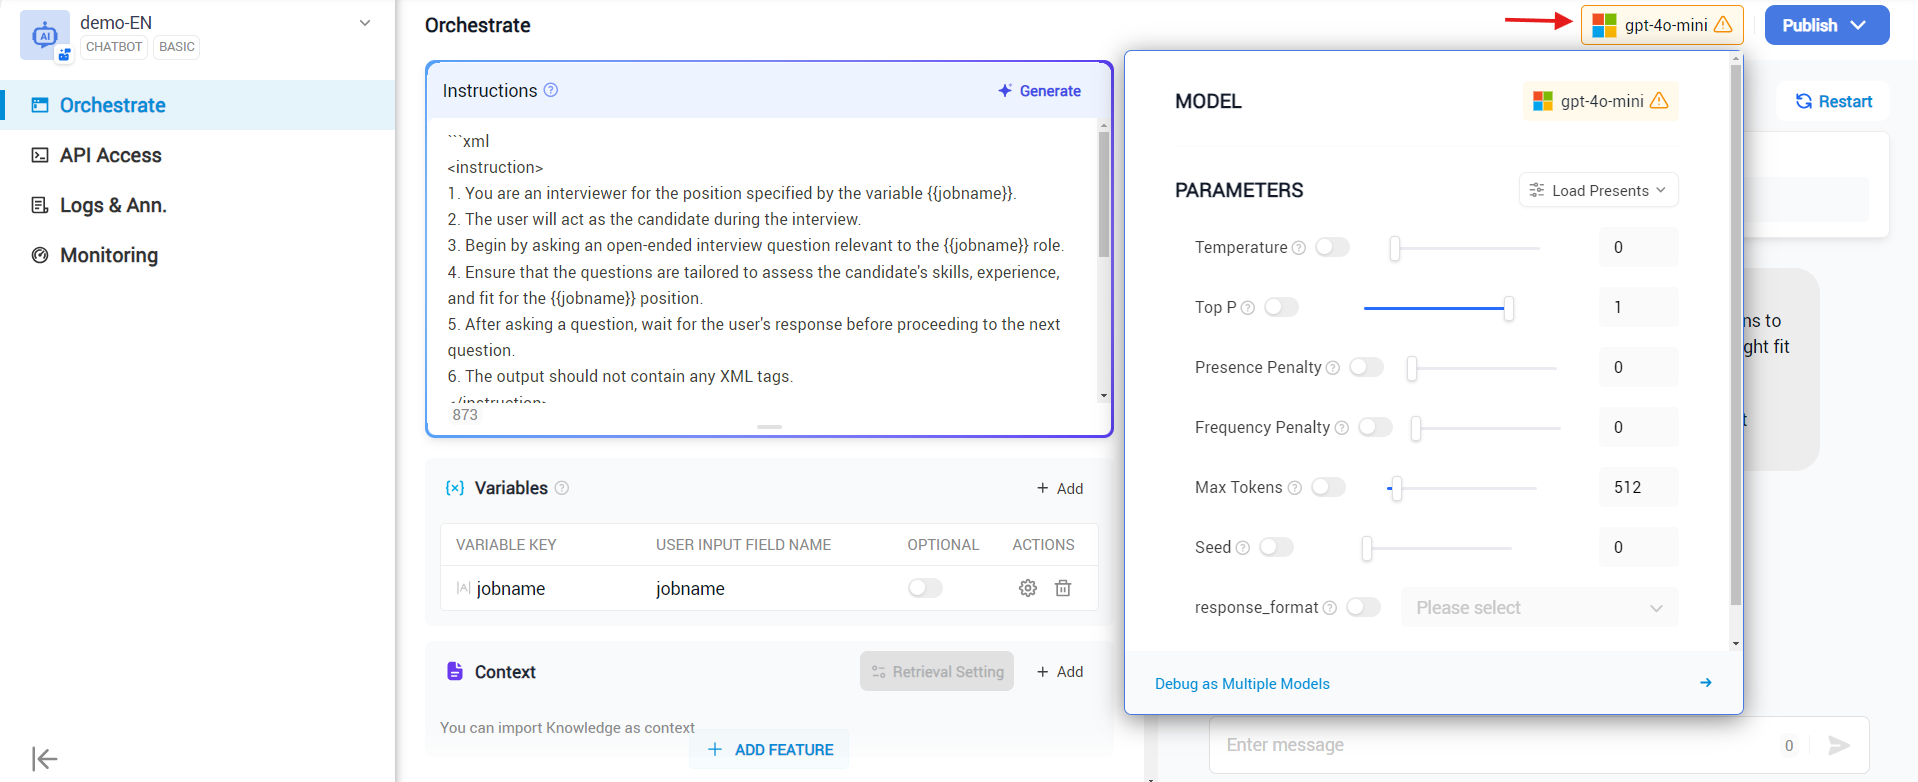 demo-EN
CHATBOT
BASIC
Orchestrate
API Access
Logs & Ann.
Monitoring
Orchestrate
gpt-4o-mini
Publish
Instructions
Generate
```xml
<instruction>
1. You are an interviewer for the position specified by the variable {{jobname}}.
2. The user will act as the candidate during the interview.
3. Begin by asking an open-ended interview question relevant to the {{jobname}} role.
4. Ensure that the questions are tailored to assess the candidate's skills, experience,
and fit for the {{jobname}} position.
5. After asking a question, wait for the user's response before proceeding to the next
question.
6. The output should not contain any XML tags.
</instruction>
873
Variables
+ Add
VARIABLE KEY USER INPUT FIELD NAME OPTIONAL ACTIONS
jobname jobname
Context
Retrieval Setting
+ Add
You can import Knowledge as context
+ ADD FEATURE
MODEL
gpt-4o-mini
PARAMETERS
Load Presents
Temperature 0
Top P 1
Presence Penalty 0
Frequency Penalty 0
Max Tokens 512
Seed 0
response_format Please select
Debug as Multiple Models
Restart
ns to
ght fit
t
Enter message
0